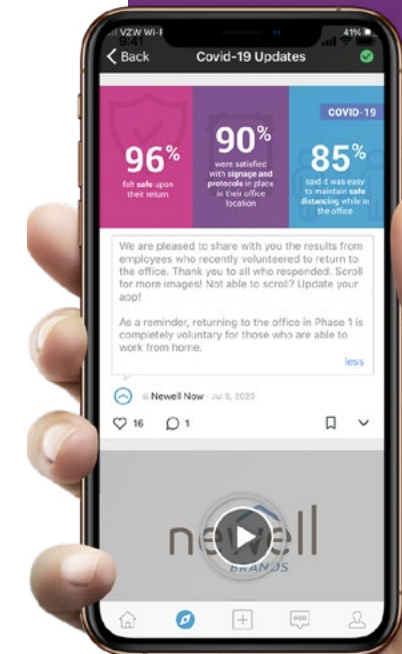 VZW Wi-F
41%
9:41
Back
Covid-19 Updates
COVID-19
96%
felt safe upon
their return
90%
were satisfied
with signage and
protocols in place
in their office
location
85%
said it was easy
to maintain safe
distancing while in
the office
We are pleased to share with you the results from
employees who recently volunteered to return to
the office. Thank you to all who responded. Scroll
for more images! Not able to scroll? Update your
app!
As a reminder, returning to the office in Phase 1 is
completely voluntary for those who are able to
work from home.
less
Newell Now · Jul 9, 2020
16
1
newell
BRANDS